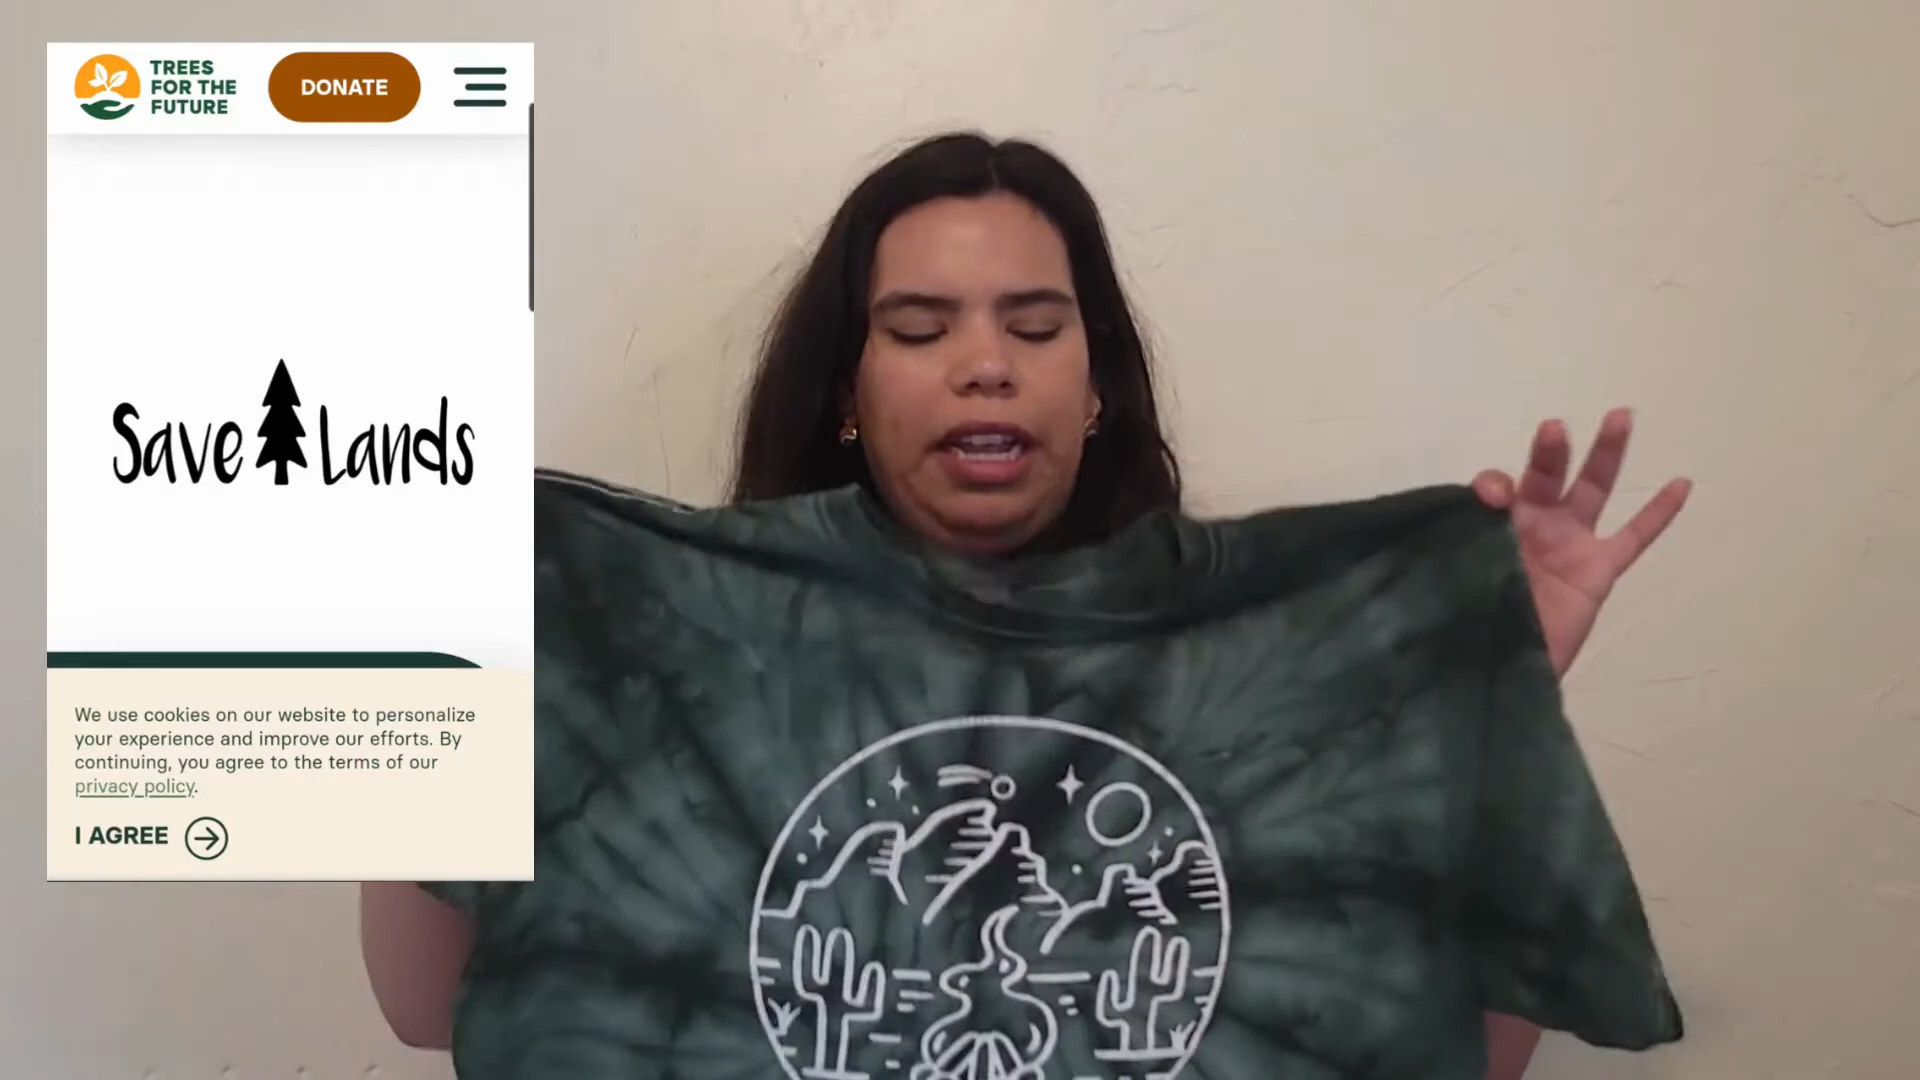 TREES
FOR THE
FUTURE
DONATE
Save Lands
We use cookies on our website to personalize
your experience and improve our efforts. By
continuing, you agree to the terms of our
privacy policy.
I AGREE